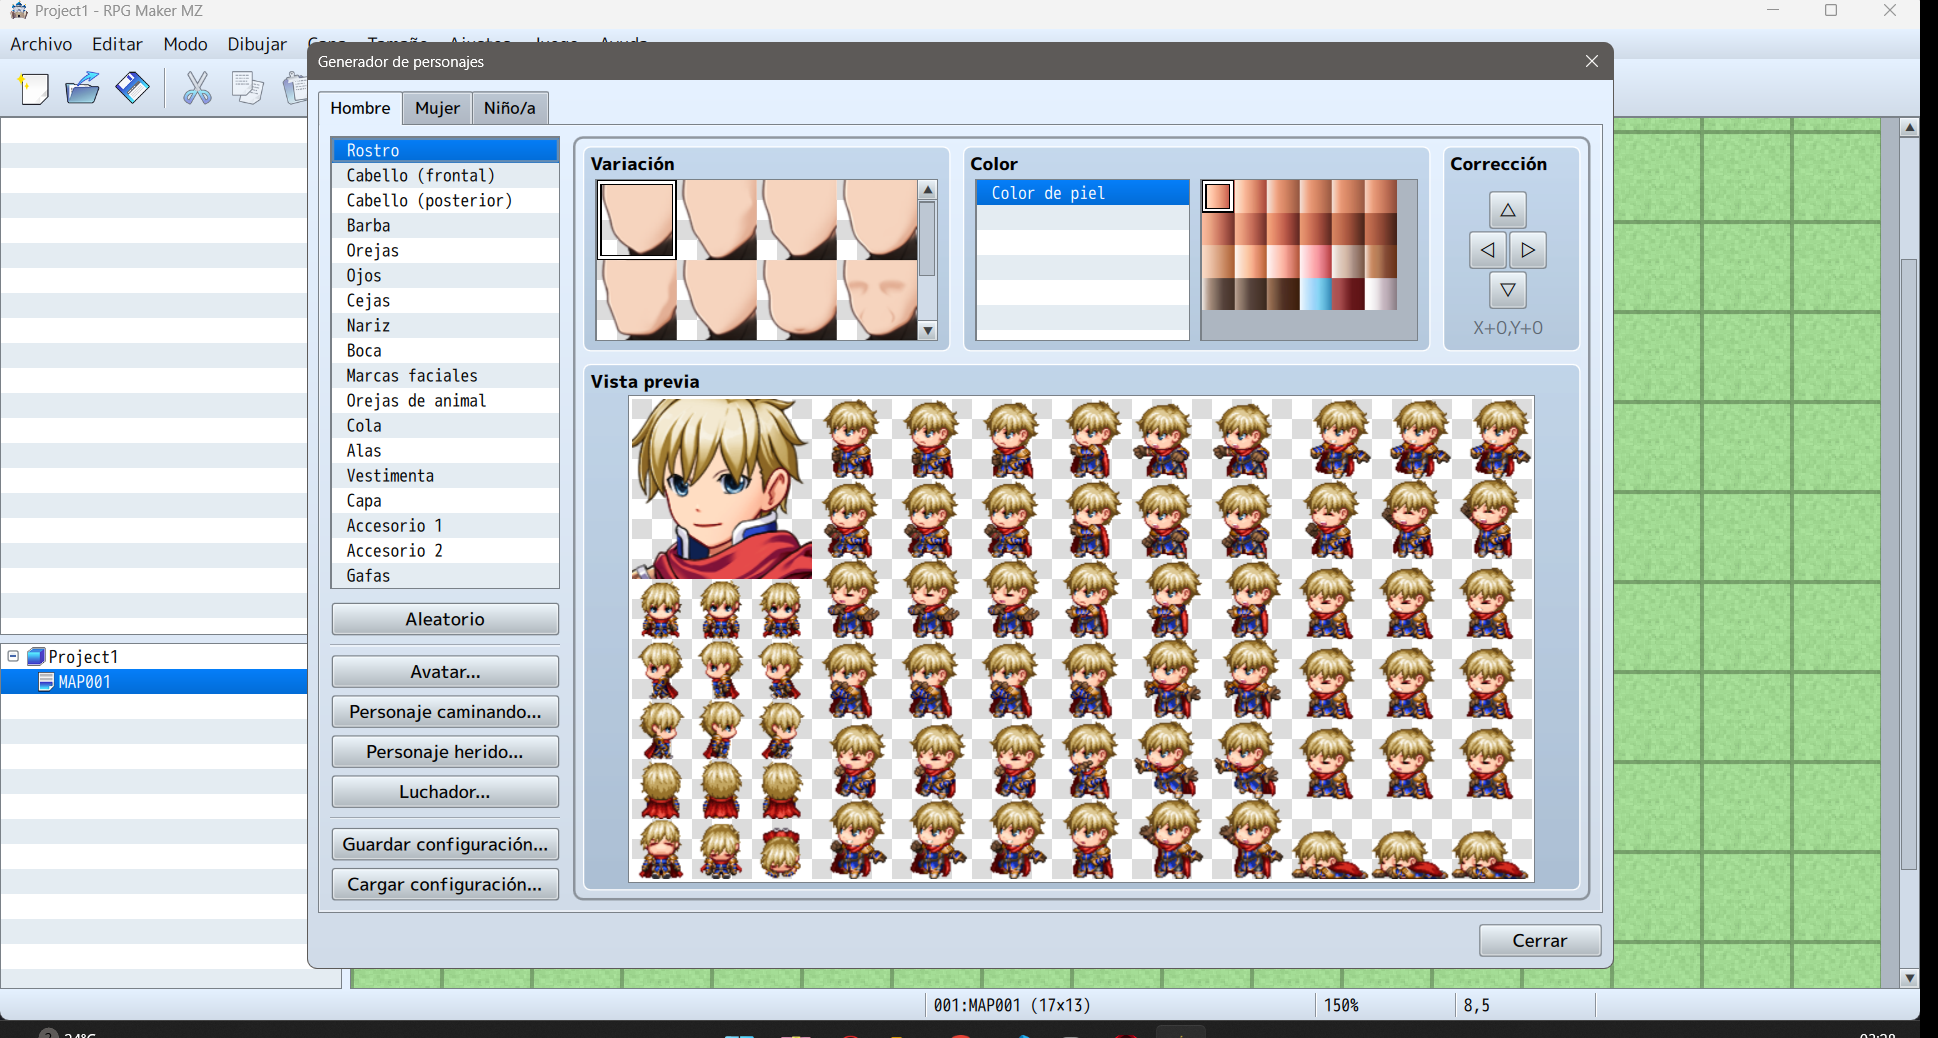 Project1 - RPG Maker MZ
Archivo Editar Modo Dibujar
Generador de personajes
Hombre Mujer Niño/a
Rostro
Cabello (frontal)
Cabello (posterior)
Barba
Orejas
Ojos
Cejas
Nariz
Boca
Marcas faciales
Orejas de animal
Cola
Alas
Vestimenta
Capa
Accesorio 1
Accesorio 2
Gafas
Aleatorio
Avatar...
Personaje caminando...
Personaje herido...
Luchador...
Guardar configuración...
Cargar configuración...
Variación
Color
Color de piel
Corrección
X+0,Y+0
Vista previa
Cerrar
Project1
MAP001
001:MAP001 (17×13)
150%
8,5